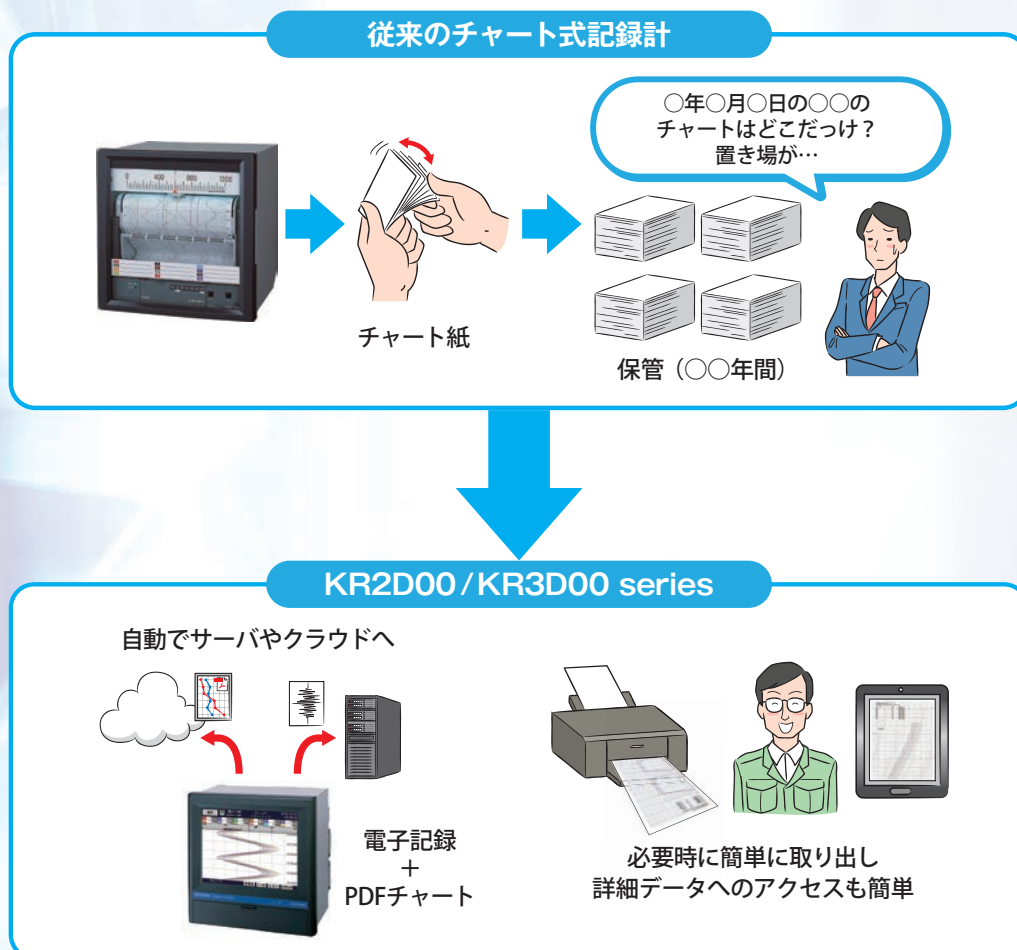 従来のチャート式記録計
○年○月○日の○○の
チャートはどこだっけ?
置き場が…
0 400 800 1200
チャート紙
保管(○○年間)
KR2D00/KR3D00 series
自動でサーバやクラウドへ
電子記録
+
PDFチャート
必要時に簡単に取り出し
詳細データへのアクセスも簡単